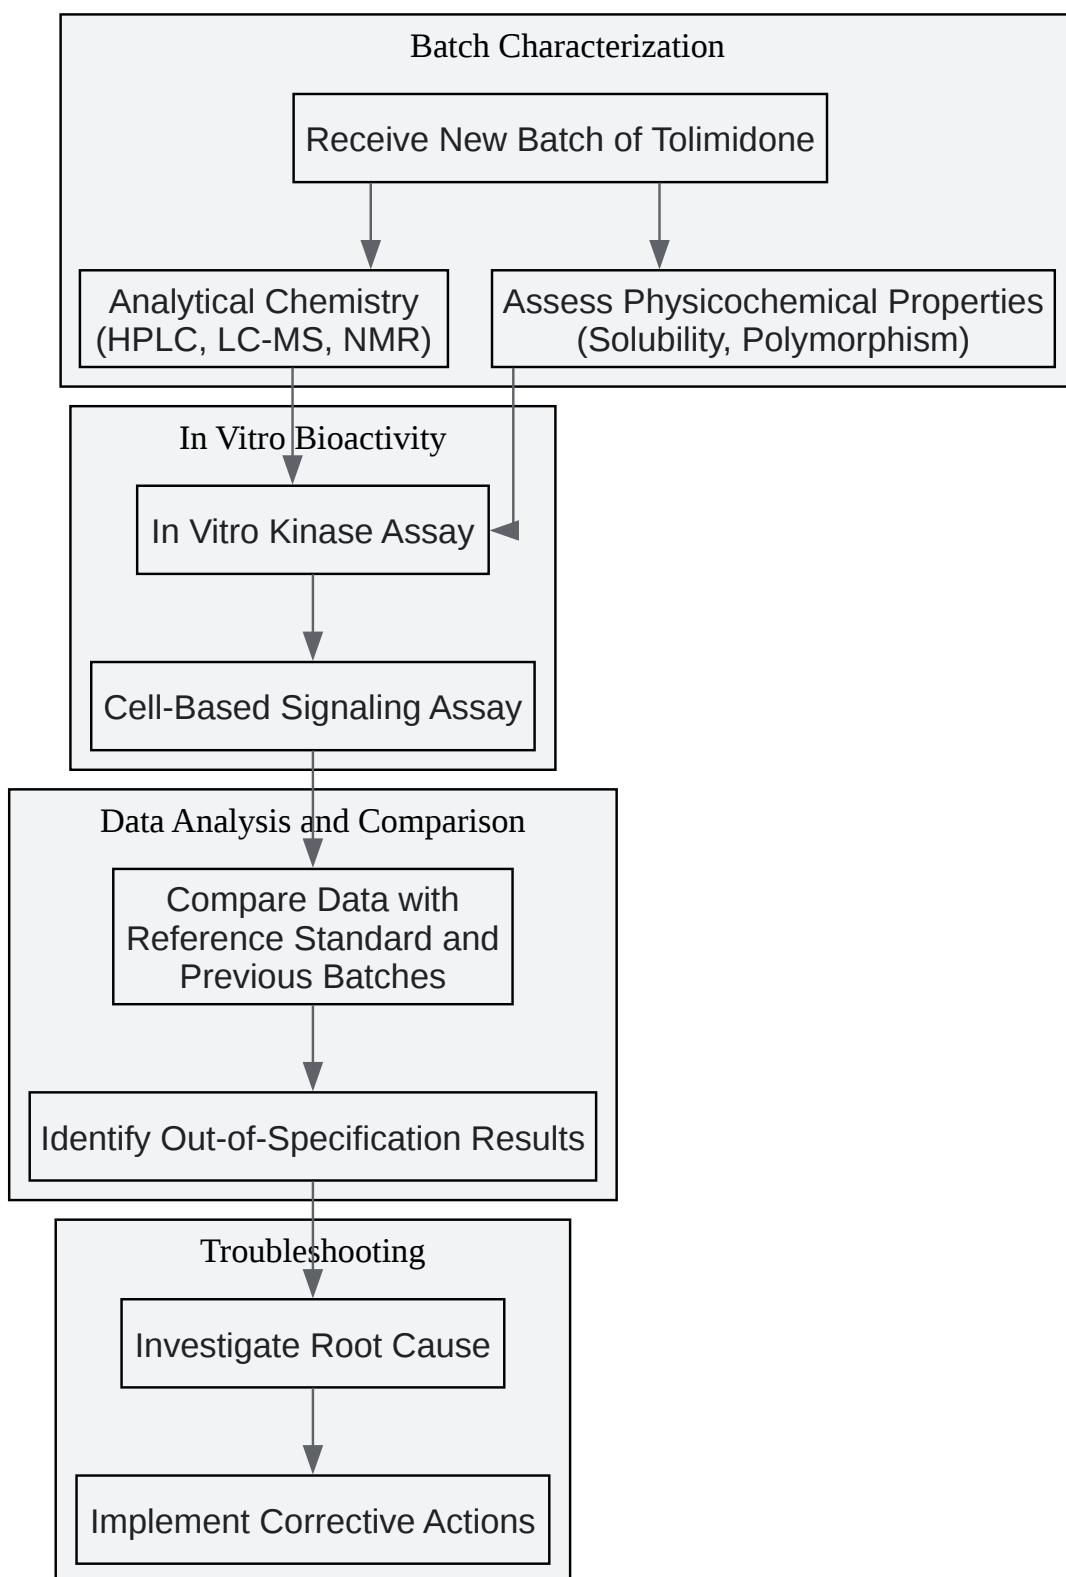 Batch Characterization
Receive New Batch of Tolimidone
Analytical Chemistry
(HPLC, LC-MS, NMR)
Assess Physicochemical Properties
(Solubility, Polymorphism)
In Vitro Bioactivity
In Vitro Kinase Assay
Cell-Based Signaling Assay
Data Analysis and Comparison
Compare Data with
Reference Standard and
Previous Batches
Identify Out-of-Specification Results
Troubleshooting
Investigate Root Cause
Implement Corrective Actions